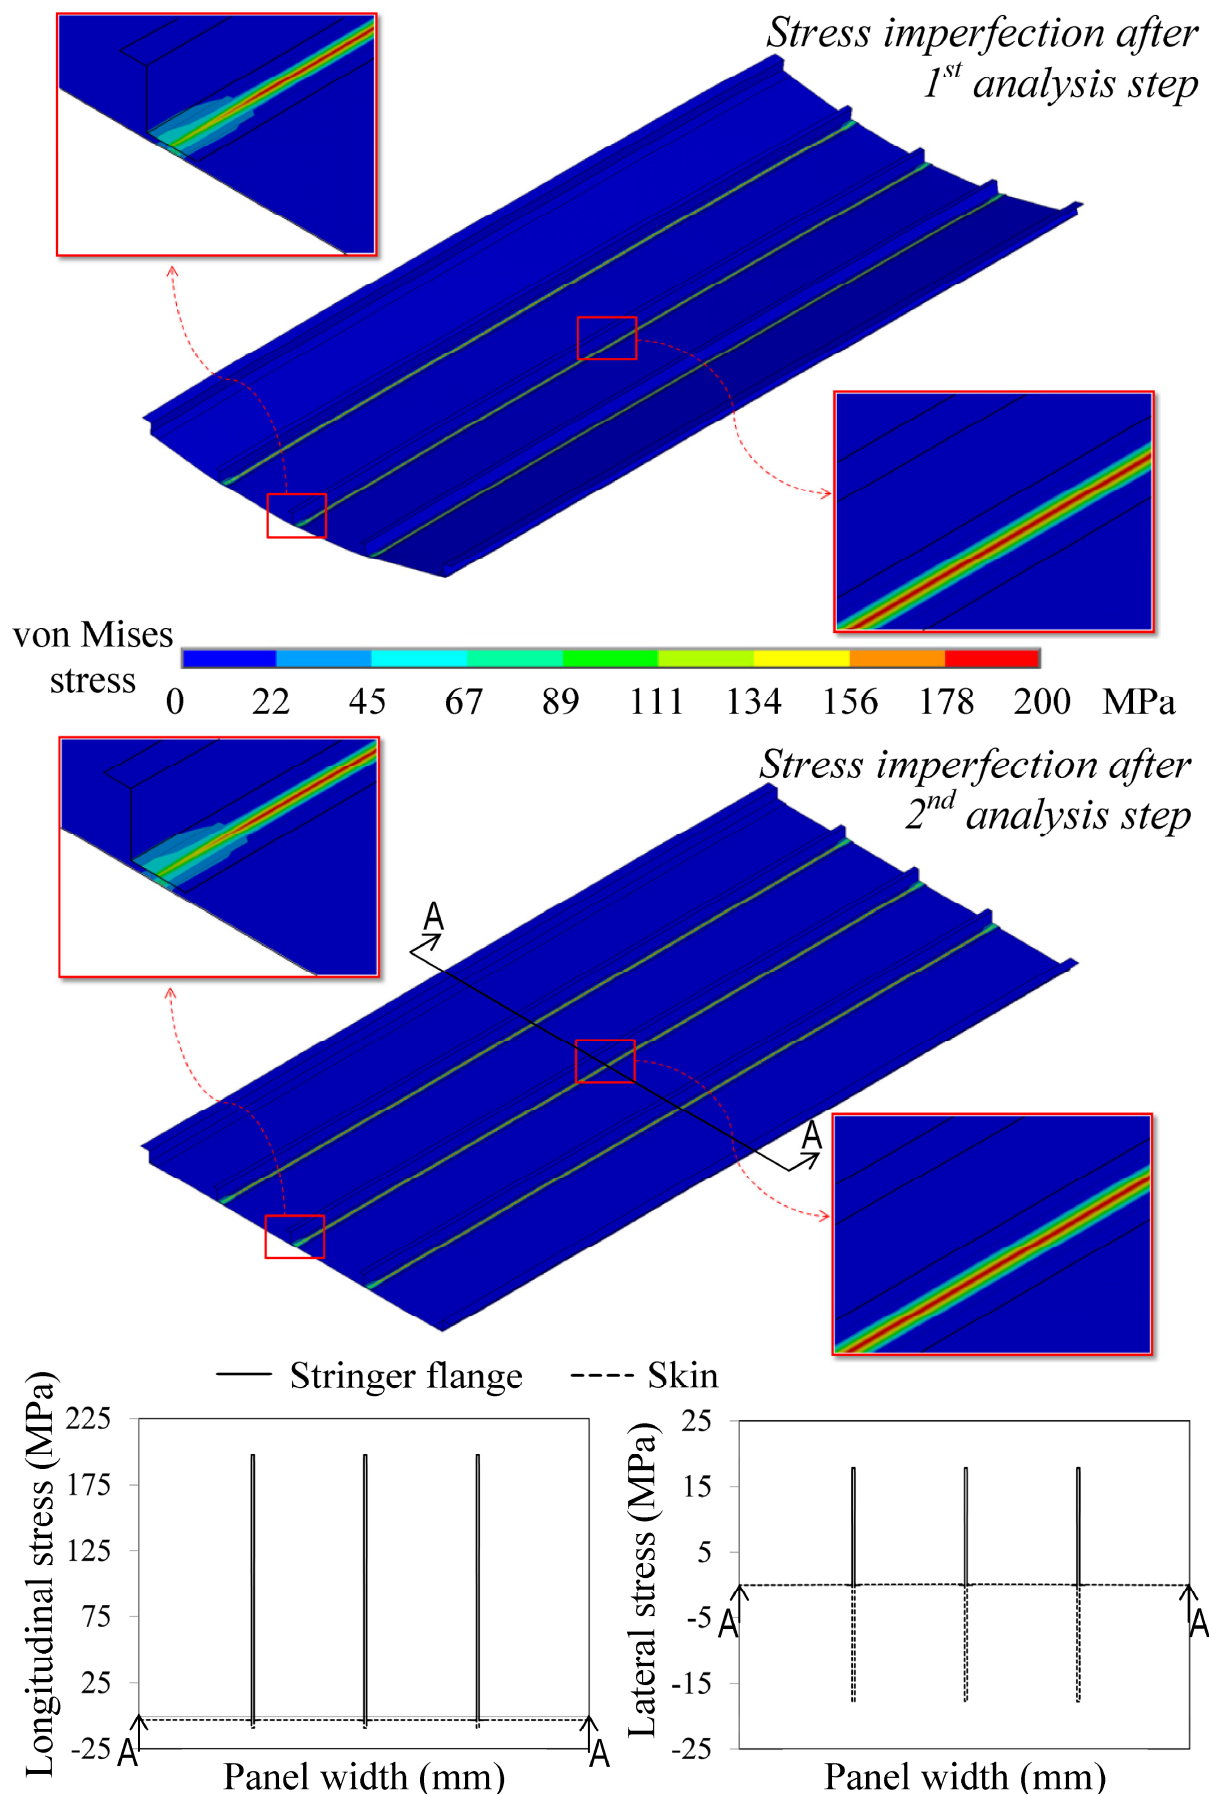 Stress imperfection after
1st analysis step
von Mises
stress
0 22 45 67 89 111 134 156 178 200 MPa
Stress imperfection after
2nd analysis step
A
A
Stringer flange Skin
Longitudinal stress (MPa)
225
175
125
75
25
-25
A A
Panel width (mm)
Lateral stress (MPa)
25
15
5
-5
-15
-25
A A
Panel width (mm)